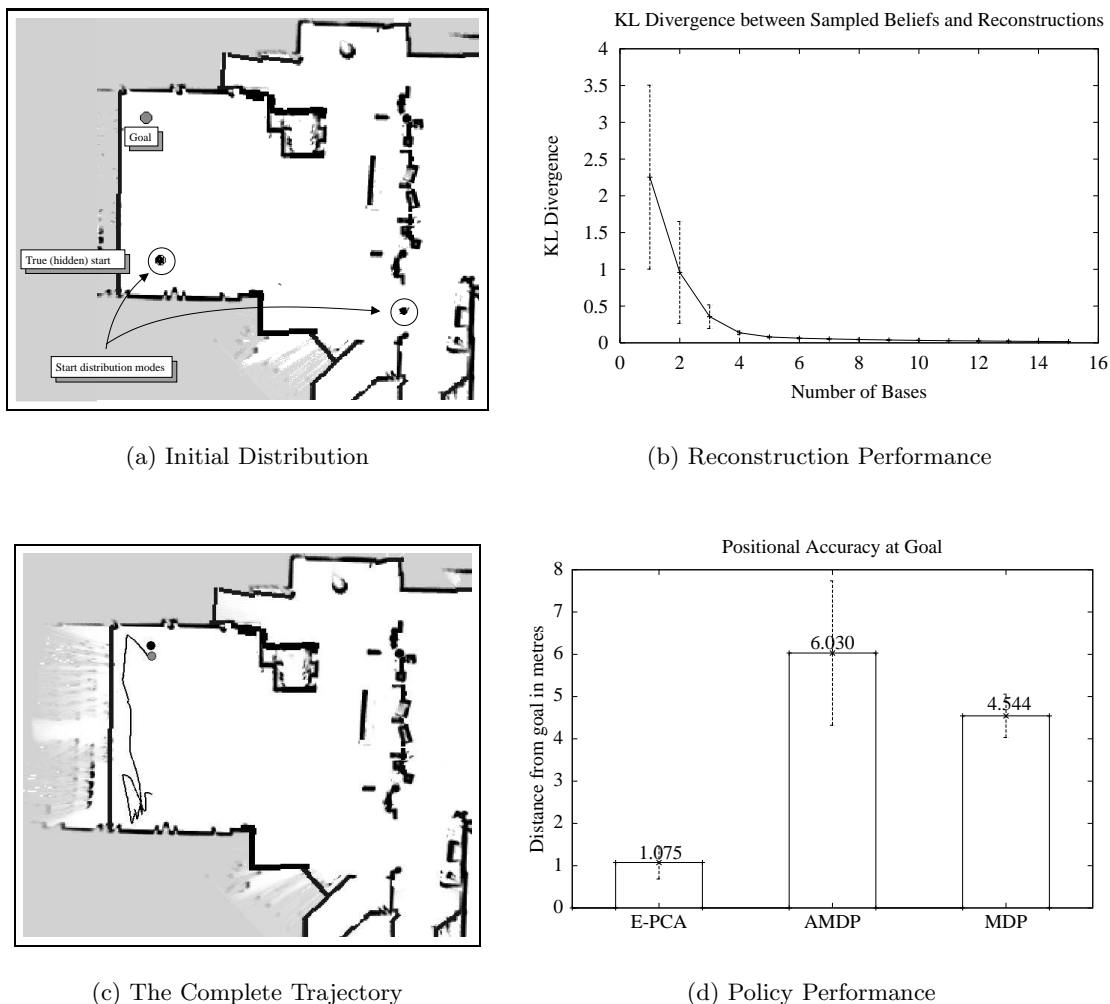 Goal
True (hidden) start
Start distribution modes
(a) Initial Distribution
KL Divergence between Sampled Beliefs and Reconstructions
4
3.5
3
2.5
2
1.5
1
0.5
0
KL Divergence
0 2 4 6 8 10 12 14 16
Number of Bases
(b) Reconstruction Performance
(c) The Complete Trajectory
Positional Accuracy at Goal
8
7
6
5
4
3
2
1
0
Distance from goal in metres
1.075
6.030
4.544
E-PCA AMDP MDP
(d) Policy Performance